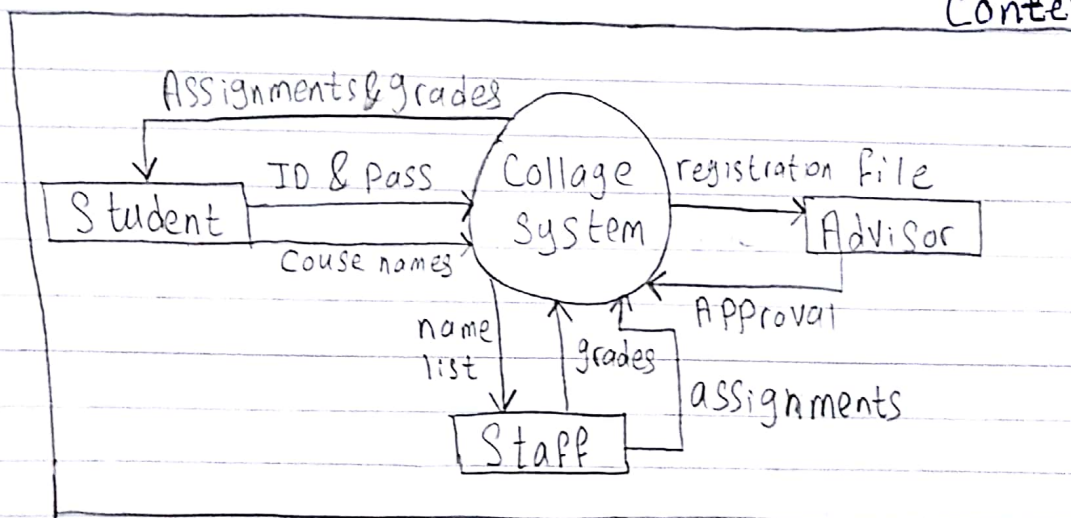 Conte
Assignments & grades
ID & Pass
Collage
system
registration file
Student
Advisor
Couse names
Approval
name
list
grades
assignments
Staff